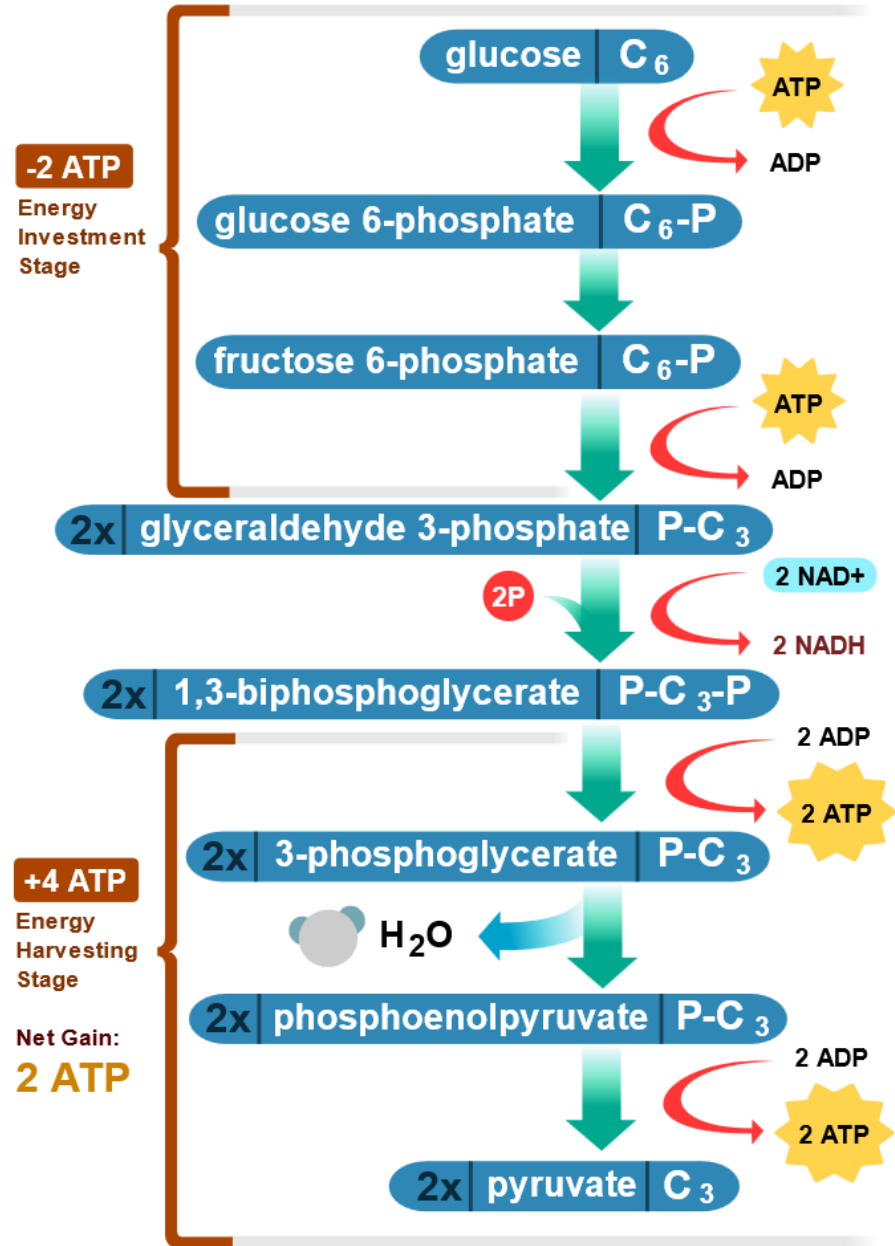 glucose C6
ATP
ADP
-2 ATP
Energy
Investment
Stage
glucose 6-phosphate C6-P
fructose 6-phosphate C6-P
ATP
ADP
2x glyceraldehyde 3-phosphate P-C3
2P
2 NAD+
2 NADH
2x 1,3-biphosphoglycerate P-C3-P
2 ADP
2 ATP
2x 3-phosphoglycerate P-C3
+4 ATP
Energy
Harvesting
Stage
H2O
2x phosphoenolpyruvate P-C3
Net Gain:
2 ATP
2 ADP
2 ATP
2x pyruvate C3